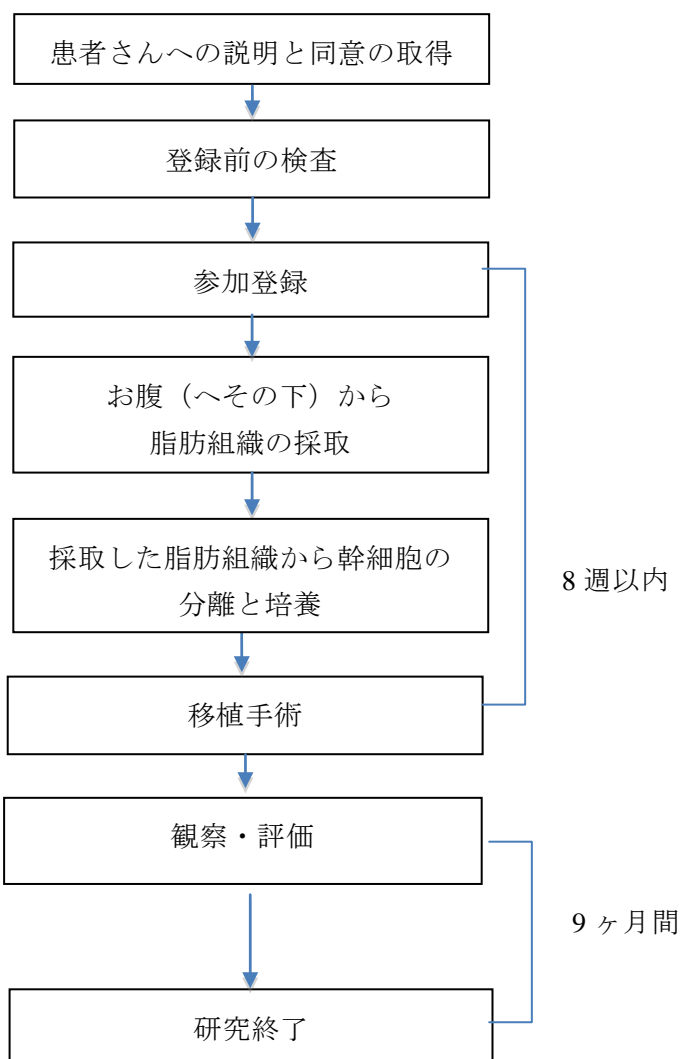 患者さんへの説明と同意の取得
登録前の検査
参加登録
お腹（へその下）から
脂肪組織の採取
採取した脂肪組織から幹細胞の
分離と培養
8 週以内
移植手術
観察・評価
9 ヶ月間
研究終了